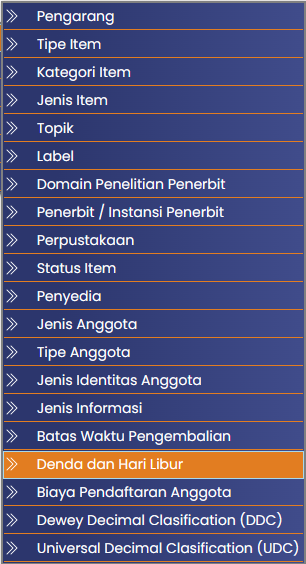 Pengarang
Tipe Item
Kategori Item
Jenis Item
Topik
Label
Domain Penelitian Penerbit
Penerbit / Instansi Penerbit
Perpustakaan
Status Item
Penyedia
Jenis Anggota
Tipe Anggota
Jenis Identitas Anggota
Jenis Informasi
Batas Waktu Pengembalian
Denda dan Hari Libur
Biaya Pendaftaran Anggota
Dewey Decimal Clasification (DDC)
Universal Decimal Clasification (UDC)